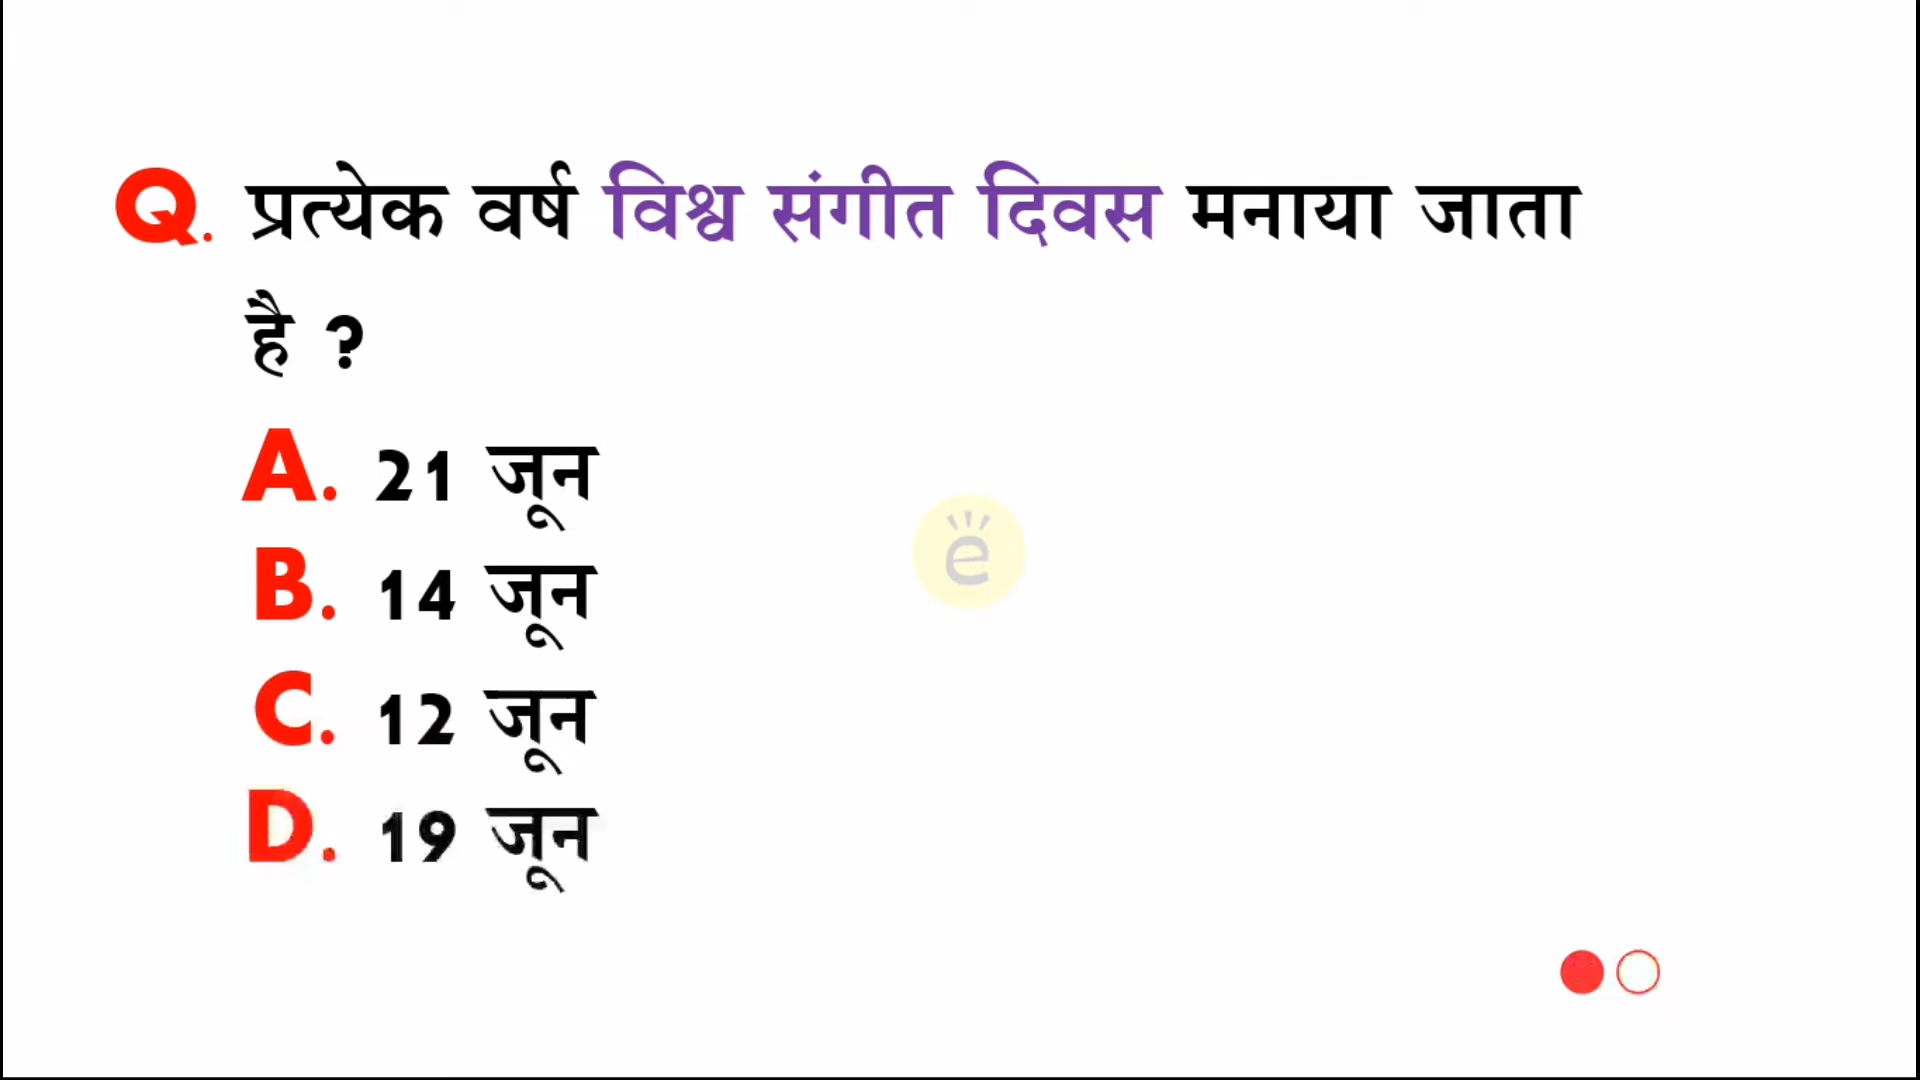 Q. प्रत्येक वर्ष विश्व संगीत दिवस मनाया जाता
है ?
A. 21 जून
B. 14 जून
C. 12 जून
D. 19 जून
e